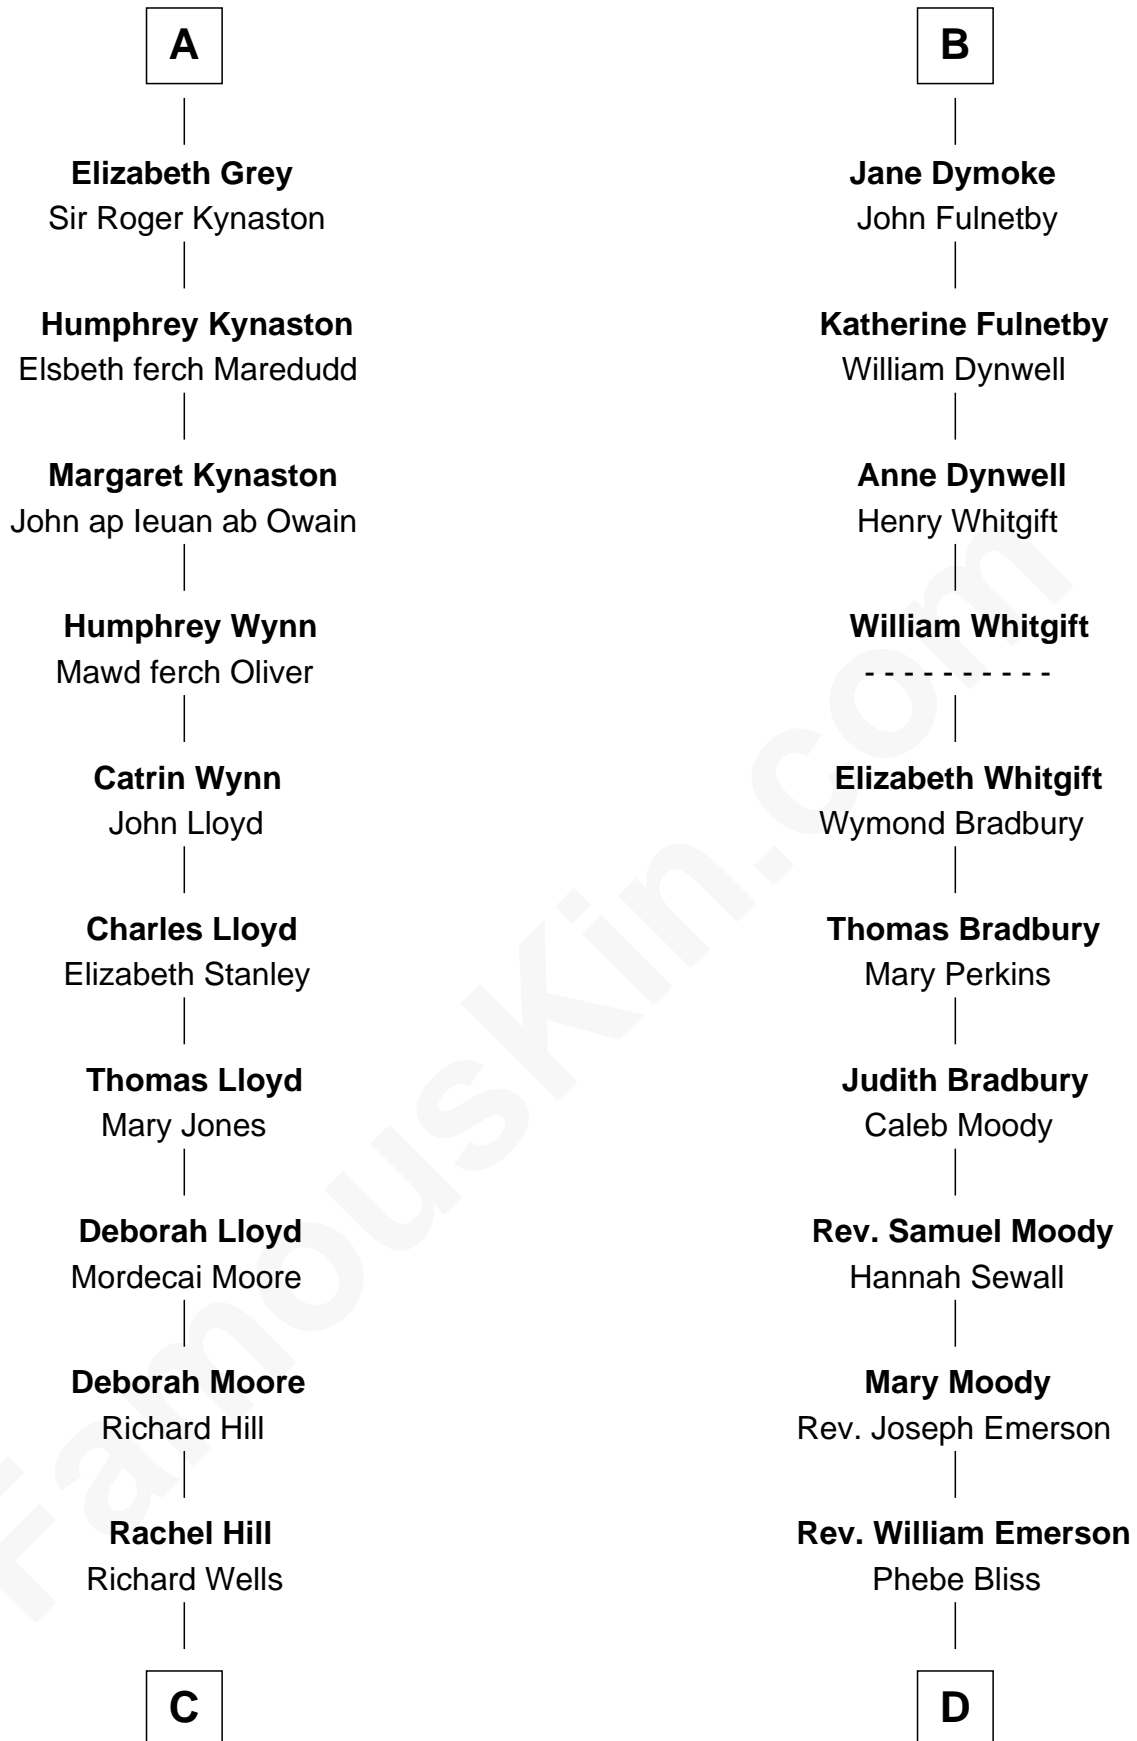 A
Elizabeth Grey
Sir Roger Kynaston
Humphrey Kynaston
Elsbeth ferch Maredudd
Margaret Kynaston
John ap Ieuan ab Owain
Humphrey Wynn
Mawd ferch Oliver
Catrin Wynn
John Lloyd
Charles Lloyd
Elizabeth Stanley
Thomas Lloyd
Mary Jones
Deborah Lloyd
Mordecai Moore
Deborah Moore
Richard Hill
Rachel Hill
Richard Wells
C
B
Jane Dymoke
John Fulnetby
Katherine Fulnetby
William Dynwell
Anne Dynwell
Henry Whitgift
William Whitgift
- - - - - - - - - -
Elizabeth Whitgift
Wymond Bradbury
Thomas Bradbury
Mary Perkins
Judith Bradbury
Caleb Moody
Rev. Samuel Moody
Hannah Sewall
Mary Moody
Rev. Joseph Emerson
Rev. William Emerson
Phebe Bliss
D
FamousKin.com